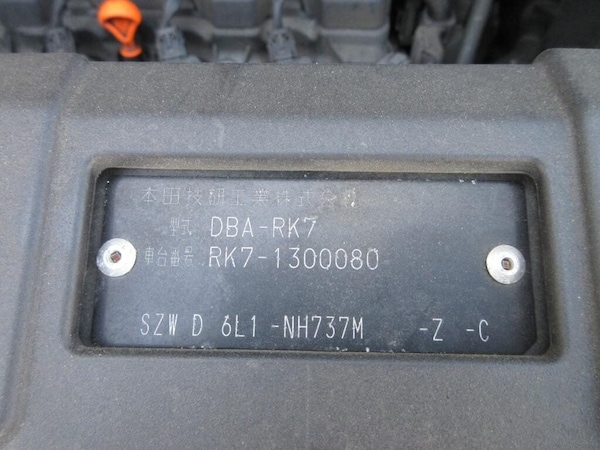 本田技研工業株式会社
型式 DBA-RK7
車台番号 RK7-1300080
SZW D 6L1 -NH737M -Z -C